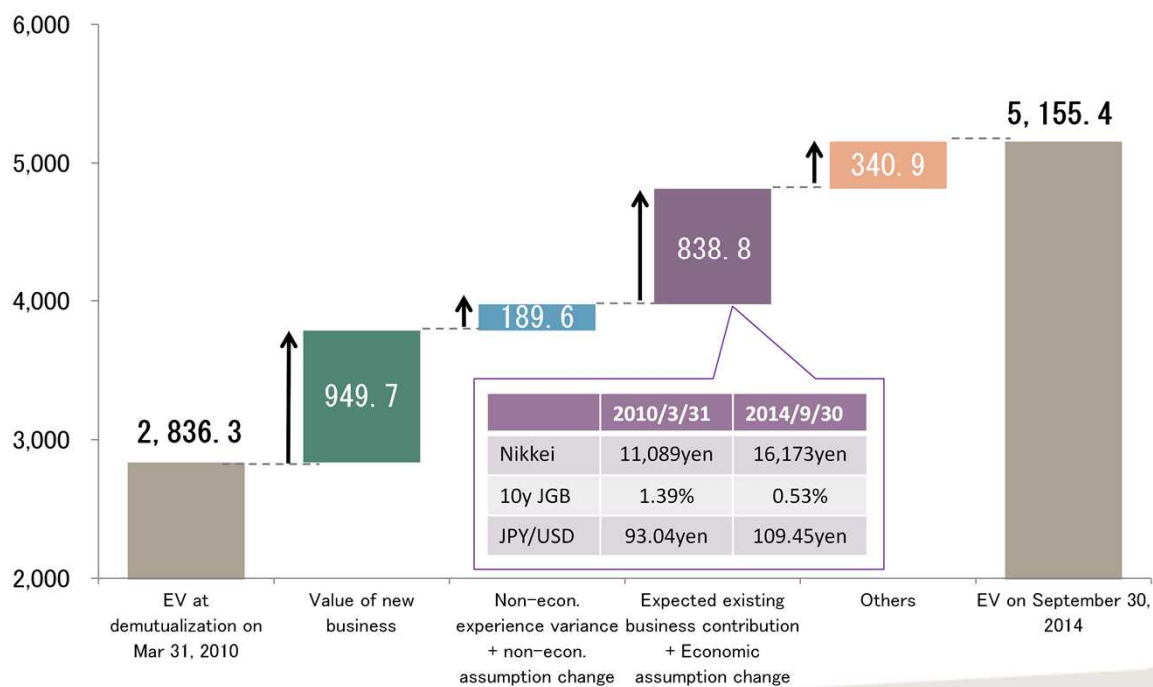 6,000
5,000
4,000
3,000
2,000
2,836.3
949.7
189.6
838.8
340.9
5,155.4
2010/3/31 2014/9/30
Nikkei 11,089yen 16,173yen
10y JGB 1.39% 0.53%
JPY/USD 93.04yen 109.45yen
EV at
demutualization on
Mar 31, 2010
Value of new
business
Non-econ.
experience variance
+ non-econ.
assumption change
Expected existing
business contribution
+ Economic
assumption change
Others
EV on September 30,
2014